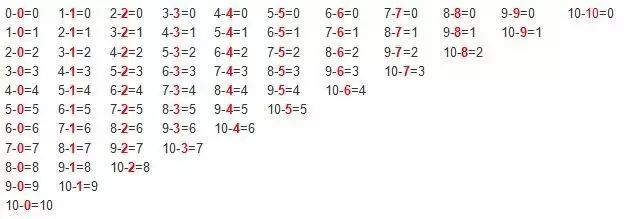 0-0=0 1-1=0 2-2=0 3-3=0 4-4=0 5-5=0 6-6=0 7-7=0 8-8=0 9-9=0 10-10=0
1-0=1 2-1=1 3-2=1 4-3=1 5-4=1 6-5=1 7-6=1 8-7=1 9-8=1 10-9=1
2-0=2 3-1=2 4-2=2 5-3=2 6-4=2 7-5=2 8-6=2 9-7=2 10-8=2
3-0=3 4-1=3 5-2=3 6-3=3 7-4=3 8-5=3 9-6=3 10-7=3
4-0=4 5-1=4 6-2=4 7-3=4 8-4=4 9-5=4 10-6=4
5-0=5 6-1=5 7-2=5 8-3=5 9-4=5 10-5=5
6-0=6 7-1=6 8-2=6 9-3=6 10-4=6
7-0=7 8-1=7 9-2=7 10-3=7
8-0=8 9-1=8 10-2=8
9-0=9 10-1=9
10-0=10